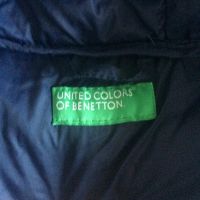 UNITED COLORS
OF BENETTON.